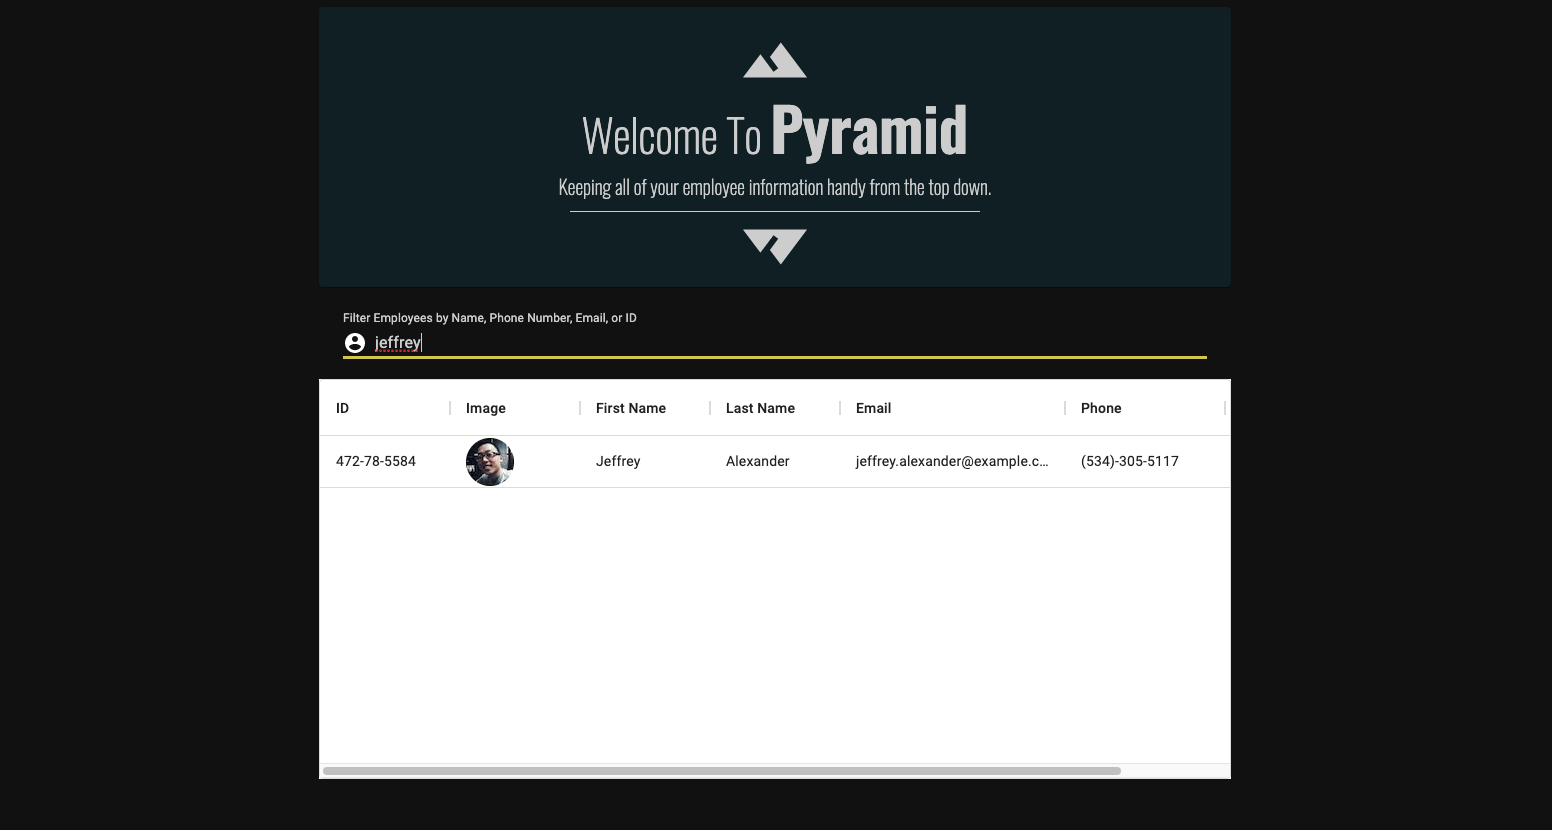 Welcome To Pyramid
Keeping all of your employee information handy from the top down.
Filter Employees by Name, Phone Number, Email, or ID
jeffrey
ID Image First Name Last Name Email Phone
472-78-5584 Jeffrey Alexander jeffrey.alexander@example.c... (534)-305-5117